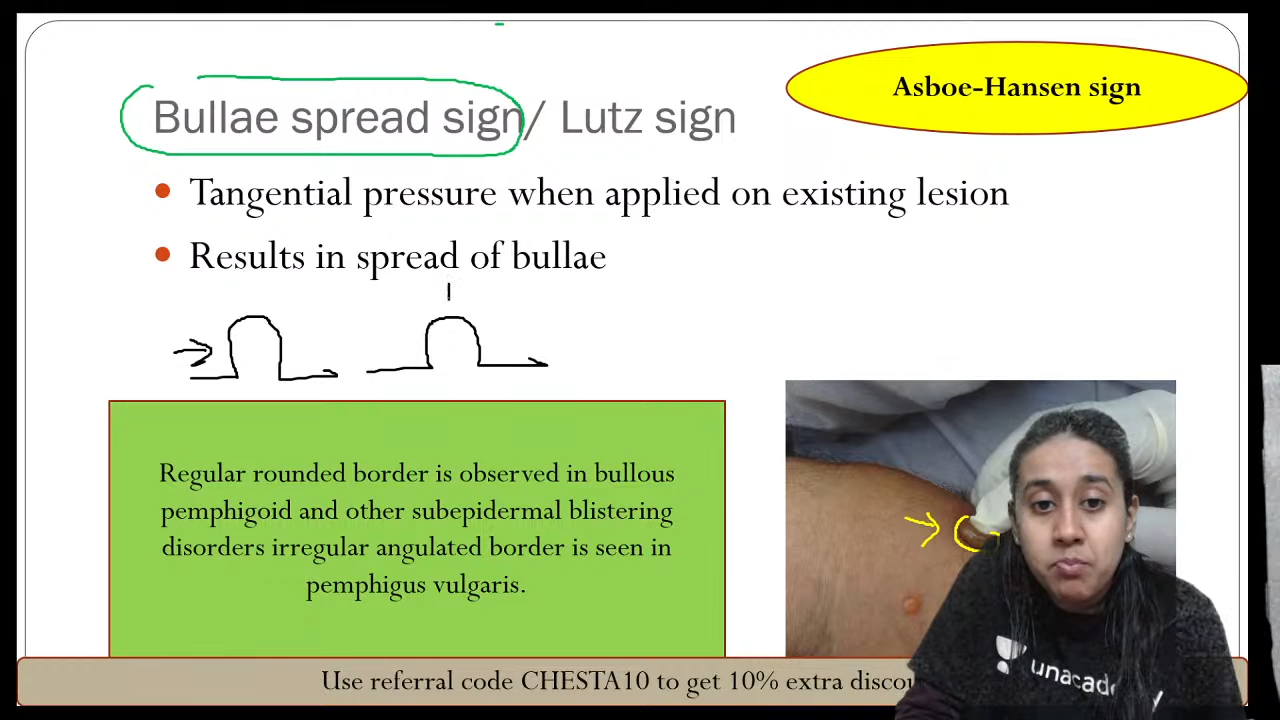 Asboe-Hansen sign
Bullae spread sign/ Lutz sign
• Tangential pressure when applied on existing lesion
• Results in spread of bullae
Regular rounded border is observed in bullous
pemphigoid and other subepidermal blistering
disorders irregular angulated border is seen in
pemphigus vulgaris.
Use referral code CHESTA10 to get 10% extra